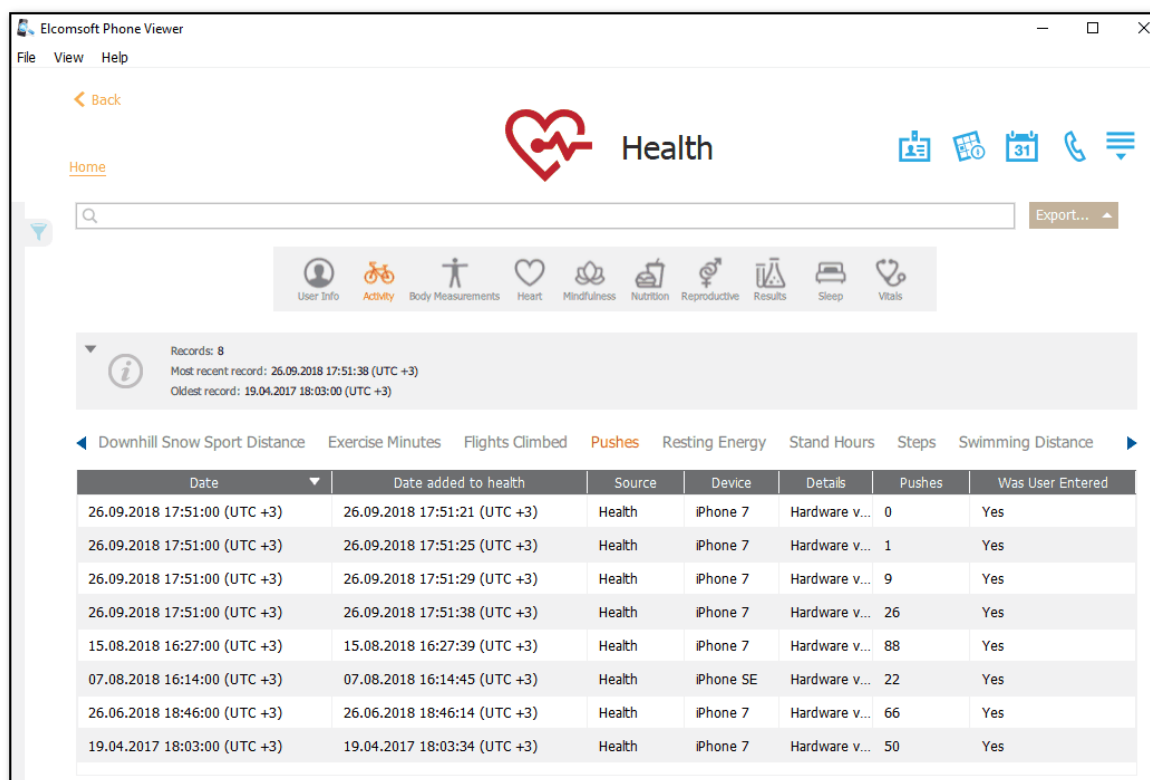 Elcomsoft Phone Viewer
File View Help
Back
Health
31
Home
Export...
User Info Activity Body Measurements Heart Mindfulness Nutrition Reproductive Results Sleep Vitals
Records: 8
Most recent record: 26.09.2018 17:51:38 (UTC +3)
Oldest record: 19.04.2017 18:03:00 (UTC +3)
Downhill Snow Sport Distance Exercise Minutes Flights Climbed Pushes Resting Energy Stand Hours Steps Swimming Distance
Date Date added to health Source Device Details Pushes Was User Entered
26.09.2018 17:51:00 (UTC +3) 26.09.2018 17:51:21 (UTC +3) Health iPhone 7 Hardware v... 0 Yes
26.09.2018 17:51:00 (UTC +3) 26.09.2018 17:51:25 (UTC +3) Health iPhone 7 Hardware v... 1 Yes
26.09.2018 17:51:00 (UTC +3) 26.09.2018 17:51:29 (UTC +3) Health iPhone 7 Hardware v... 9 Yes
26.09.2018 17:51:00 (UTC +3) 26.09.2018 17:51:38 (UTC +3) Health iPhone 7 Hardware v... 26 Yes
15.08.2018 16:27:00 (UTC +3) 15.08.2018 16:27:39 (UTC +3) Health iPhone 7 Hardware v... 88 Yes
07.08.2018 16:14:00 (UTC +3) 07.08.2018 16:14:45 (UTC +3) Health iPhone SE Hardware v... 22 Yes
26.06.2018 18:46:00 (UTC +3) 26.06.2018 18:46:14 (UTC +3) Health iPhone 7 Hardware v... 66 Yes
19.04.2017 18:03:00 (UTC +3) 19.04.2017 18:03:34 (UTC +3) Health iPhone 7 Hardware v... 50 Yes